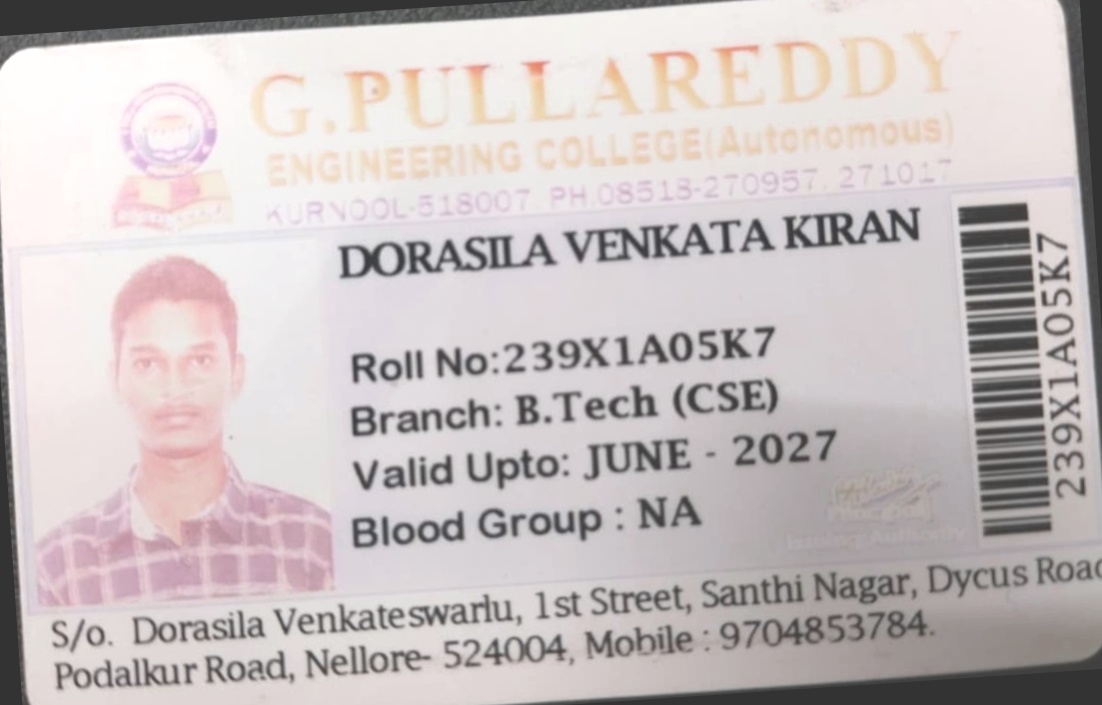 G.PULLAREDDY
ENGINEERING COLLEGE(Autonomous)
KURNOOL-518007. PH.08518-270957, 271017
DORASILA VENKATA KIRAN
Roll No:239X1A05K7
Branch: B.Tech (CSE)
Valid Upto: JUNE - 2027
Blood Group : NA
239X1A05K7
Issuing Authority
S/o. Dorasila Venkateswarlu, 1st Street, Santhi Nagar, Dycus Road
Podalkur Road, Nellore- 524004, Mobile : 9704853784.